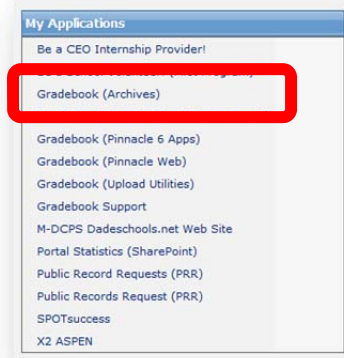 My Applications
Be a CEO Internship Provider!
Gradebook (Archives)
Gradebook (Pinnacle 6 Apps)
Gradebook (Pinnacle Web)
Gradebook (Upload Utilities)
Gradebook Support
M-DCPS Dadeschools.net Web Site
Portal Statistics (SharePoint)
Public Record Requests (PRR)
Public Records Request (PRR)
SPOTsuccess
X2 ASPEN